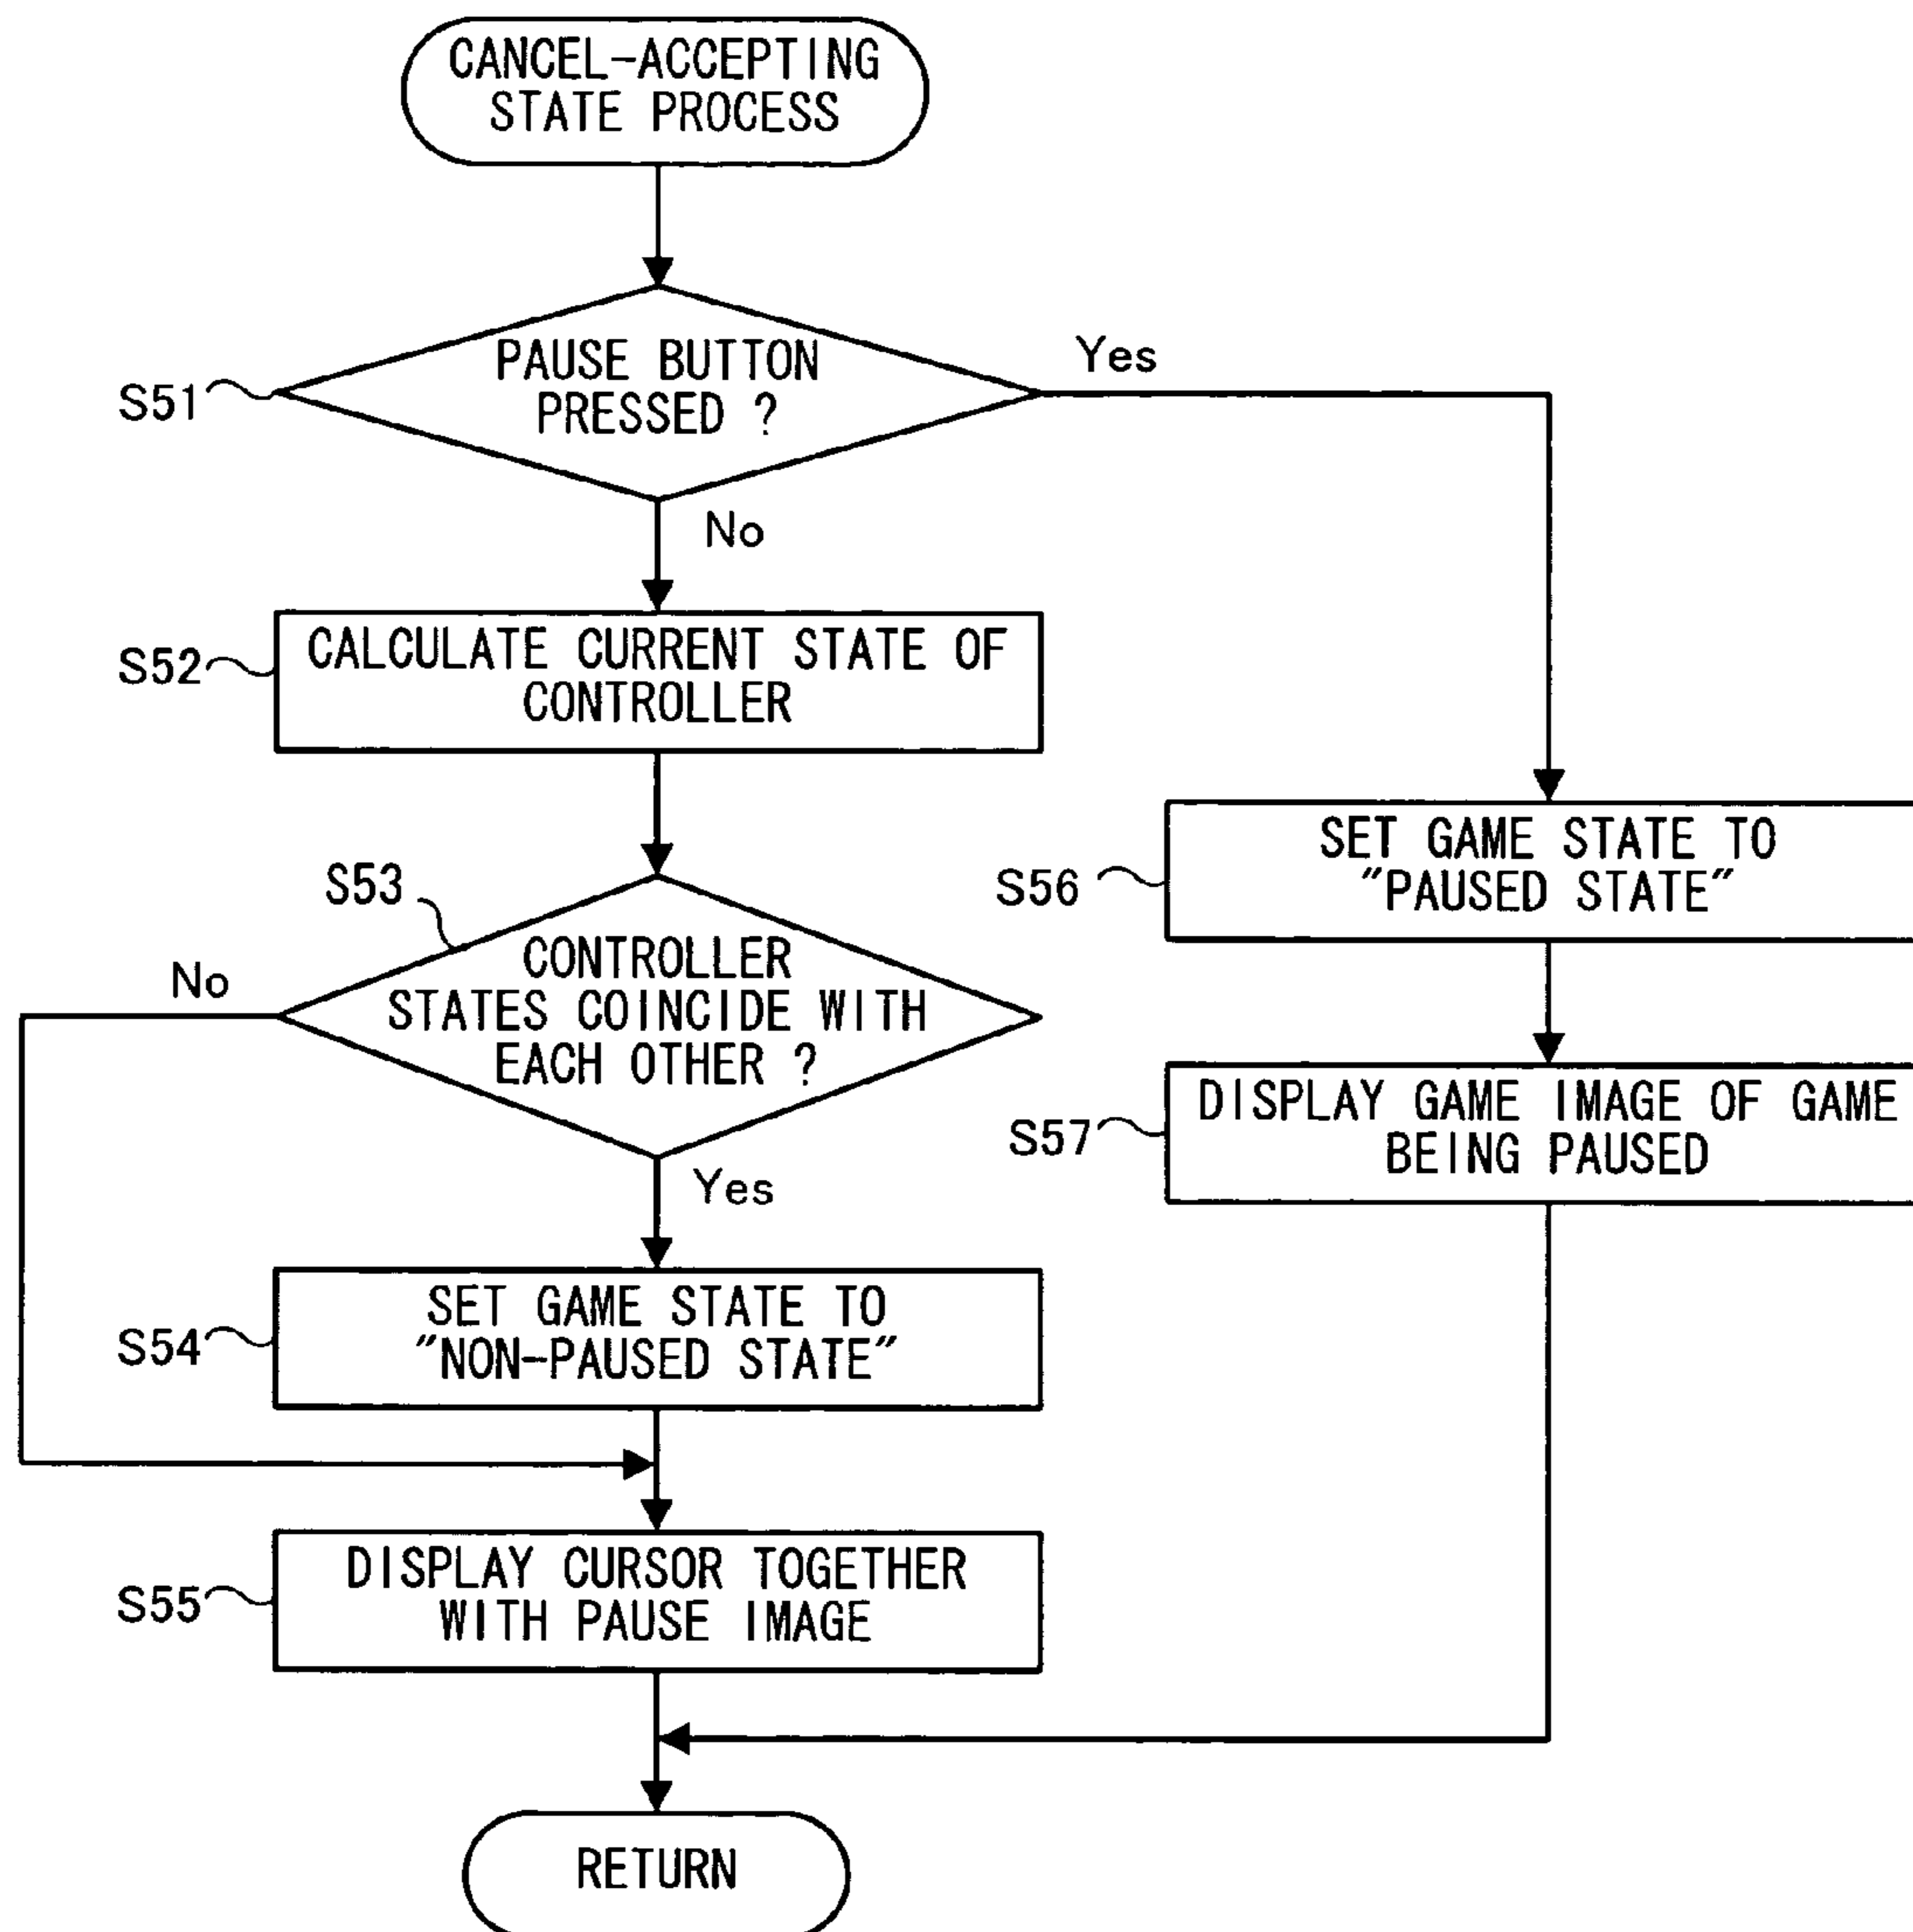 CANCEL-ACCEPTING
STATE PROCESS
PAUSE BUTTON
PRESSED ?
Yes
S51
No
CALCULATE CURRENT STATE OF
CONTROLLER
S52
S53
CONTROLLER
STATES COINCIDE WITH
EACH OTHER ?
No
Yes
SET GAME STATE TO
"NON-PAUSED STATE"
S54
DISPLAY CURSOR TOGETHER
WITH PAUSE IMAGE
S55
SET GAME STATE TO
"PAUSED STATE"
S56
DISPLAY GAME IMAGE OF GAME
BEING PAUSED
S57
RETURN